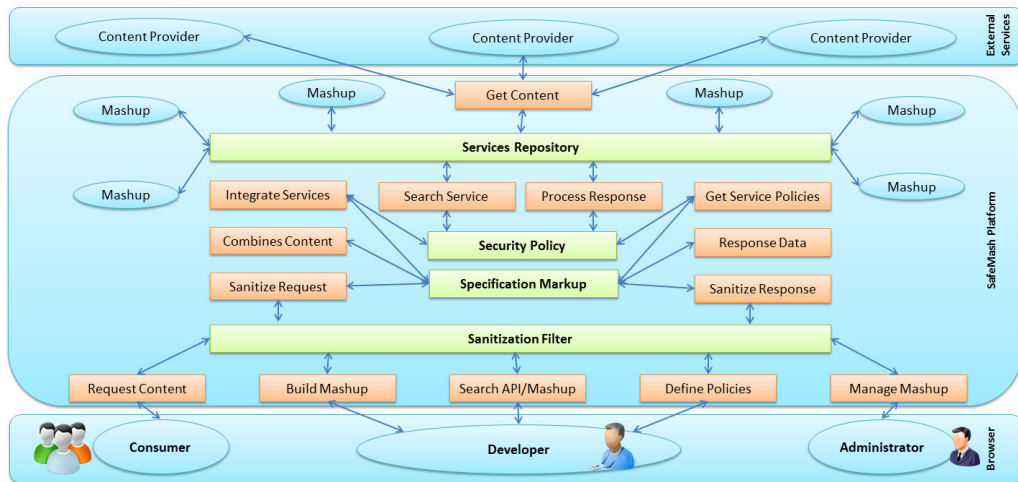 Content Provider
Content Provider
Content Provider
External
Services
Get Content
Mashup
Mashup
Mashup
Mashup
Services Repository
Mashup
Mashup
Integrate Services
Search Service
Process Response
Get Service Policies
Combines Content
Security Policy
Response Data
Sanitize Request
Specification Markup
Sanitize Response
SafeMash Platform
Sanitization Filter
Request Content
Build Mashup
Search API/Mashup
Define Policies
Manage Mashup
Consumer
Developer
Administrator
Browser